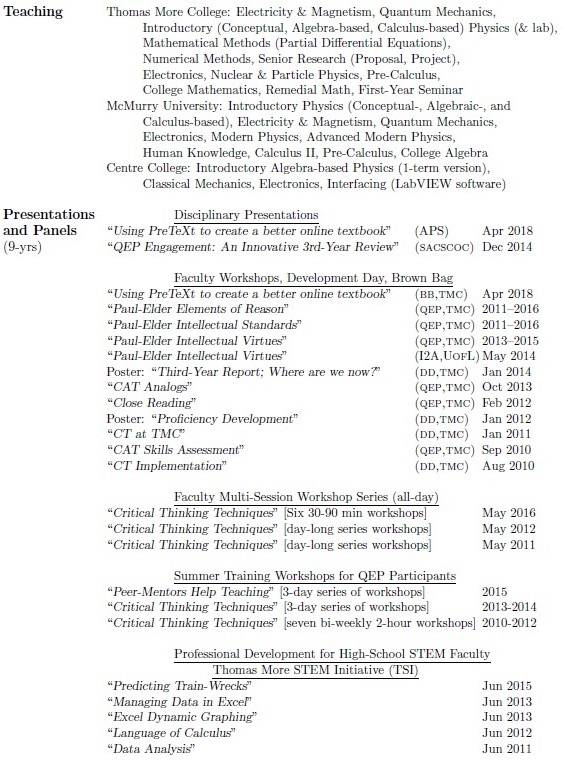 Teaching Thomas More College: Electricity & Magnetism, Quantum Mechanics,
Introductory (Conceptual, Algebra-based, Calculus-based) Physics (& lab),
Mathematical Methods (Partial Differential Equations),
Numerical Methods, Senior Research (Proposal, Project),
Electronics, Nuclear & Particle Physics, Pre-Calculus,
College Mathematics, Remedial Math, First-Year Seminar
McMurry University: Introductory Physics (Conceptual-, Algebraic-, and
Calculus-based), Electricity & Magnetism, Quantum Mechanics,
Electronics, Modern Physics, Advanced Modern Physics,
Human Knowledge, Calculus II, Pre-Calculus, College Algebra
Centre College: Introductory Algebra-based Physics (1-term version),
Classical Mechanics, Electronics, Interfacing (LabVIEW software)
Presentations Disciplinary Presentations
and Panels "Using PreTeXt to create a better online textbook" (APS) Apr 2018
(9-yrs) "QEP Engagement: An Innovative 3rd-Year Review" (SACSCOC) Dec 2014
Faculty Workshops, Development Day, Brown Bag
"Using PreTeXt to create a better online textbook" (BB,TMC) Apr 2018
"Paul-Elder Elements of Reason" (QEP,TMC) 2011–2016
"Paul-Elder Intellectual Standards" (QEP,TMC) 2011–2016
"Paul-Elder Intellectual Virtues" (QEP,TMC) 2013–2015
"Paul-Elder Intellectual Virtues" (I2A,UofL) May 2014
Poster: "Third-Year Report; Where are we now?" (DD,TMC) Jan 2014
"CAT Analogs" (QEP,TMC) Oct 2013
"Close Reading" (QEP,TMC) Feb 2012
Poster: "Proficiency Development" (DD,TMC) Jan 2012
"CT at TMC" (DD,TMC) Jan 2011
"CAT Skills Assessment" (QEP,TMC) Sep 2010
"CT Implementation" (DD,TMC) Aug 2010
Faculty Multi-Session Workshop Series (all-day)
"Critical Thinking Techniques" [Six 30-90 min workshops] May 2016
"Critical Thinking Techniques" [day-long series workshops] May 2012
"Critical Thinking Techniques" [day-long series workshops] May 2011
Summer Training Workshops for QEP Participants
"Peer-Mentors Help Teaching" [3-day series of workshops] 2015
"Critical Thinking Techniques" [3-day series of workshops] 2013-2014
"Critical Thinking Techniques" [seven bi-weekly 2-hour workshops] 2010-2012
Professional Development for High-School STEM Faculty
Thomas More STEM Initiative (TSI)
"Predicting Train-Wrecks" Jun 2015
"Managing Data in Excel" Jun 2013
"Excel Dynamic Graphing" Jun 2013
"Language of Calculus" Jun 2012
"Data Analysis" Jun 2011